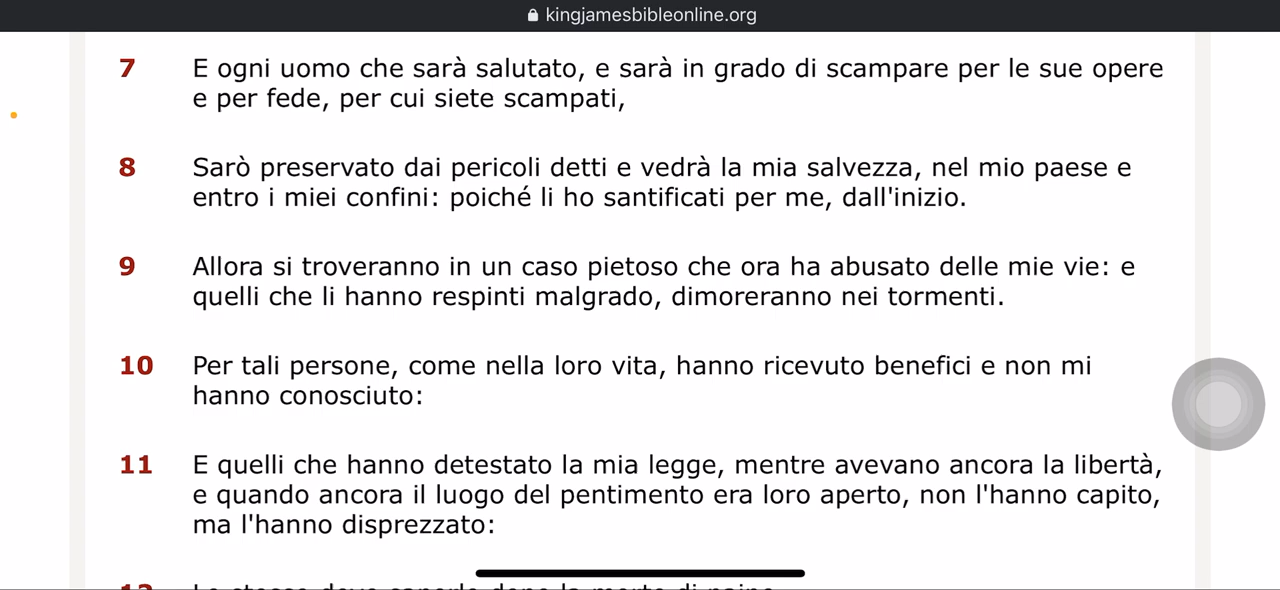 kingjamesbibleonline.org
7 E ogni uomo che sarà salutato, e sarà in grado di scampare per le sue opere
e per fede, per cui siete scampati,
8 Sarò preservato dai pericoli detti e vedrà la mia salvezza, nel mio paese e
entro i miei confini: poiché li ho santificati per me, dall'inizio.
9 Allora si troveranno in un caso pietoso che ora ha abusato delle mie vie: e
quelli che li hanno respinti malgrado, dimoreranno nei tormenti.
10 Per tali persone, come nella loro vita, hanno ricevuto benefici e non mi
hanno conosciuto:
11 E quelli che hanno detestato la mia legge, mentre avevano ancora la libertà,
e quando ancora il luogo del pentimento era loro aperto, non l'hanno capito,
ma l'hanno disprezzato: